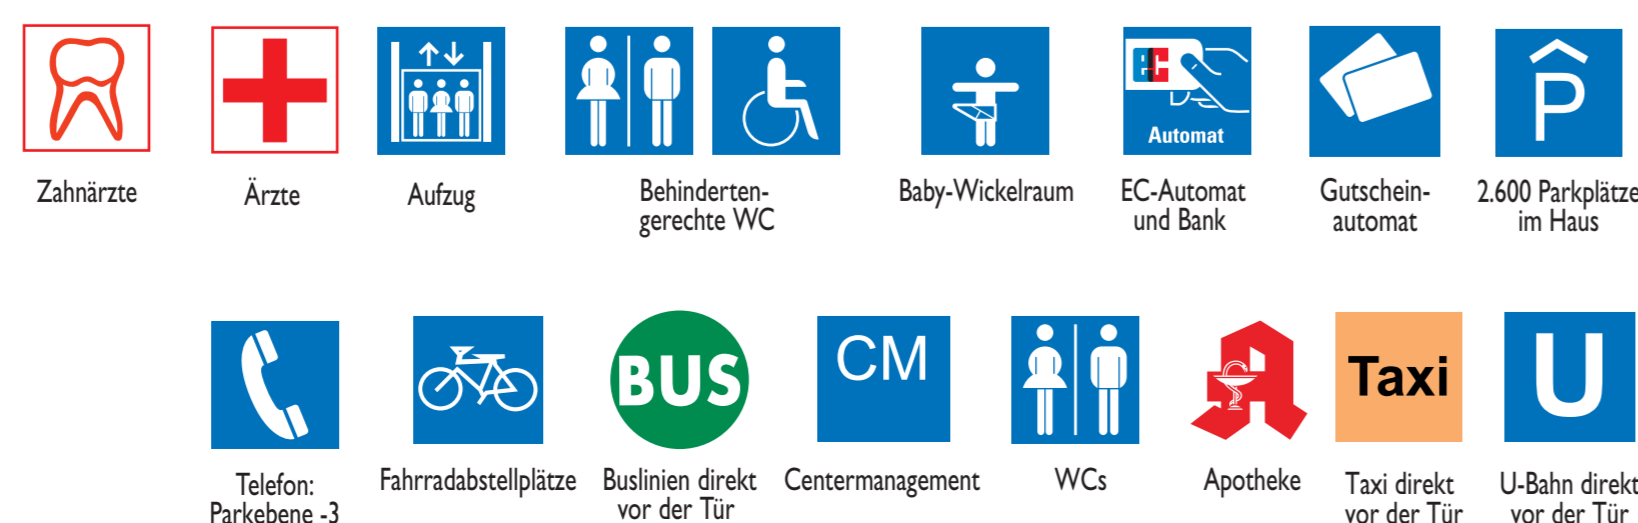 EC
Automat
P
Zahnärzte
Ärzte
Aufzug
Behinderten-
gerechte WC
Baby-Wickelraum
EC-Automat
und Bank
Gutschein-
automat
2.600 Parkplätze
im Haus
BUS
CM
A
Taxi
U
Telefon:
Parkebene -3
Fahrradabstellplätze
Buslinien direkt
vor der Tür
Centermanagement
WCs
Apotheke
Taxi direkt
vor der Tür
U-Bahn direkt
vor der Tür